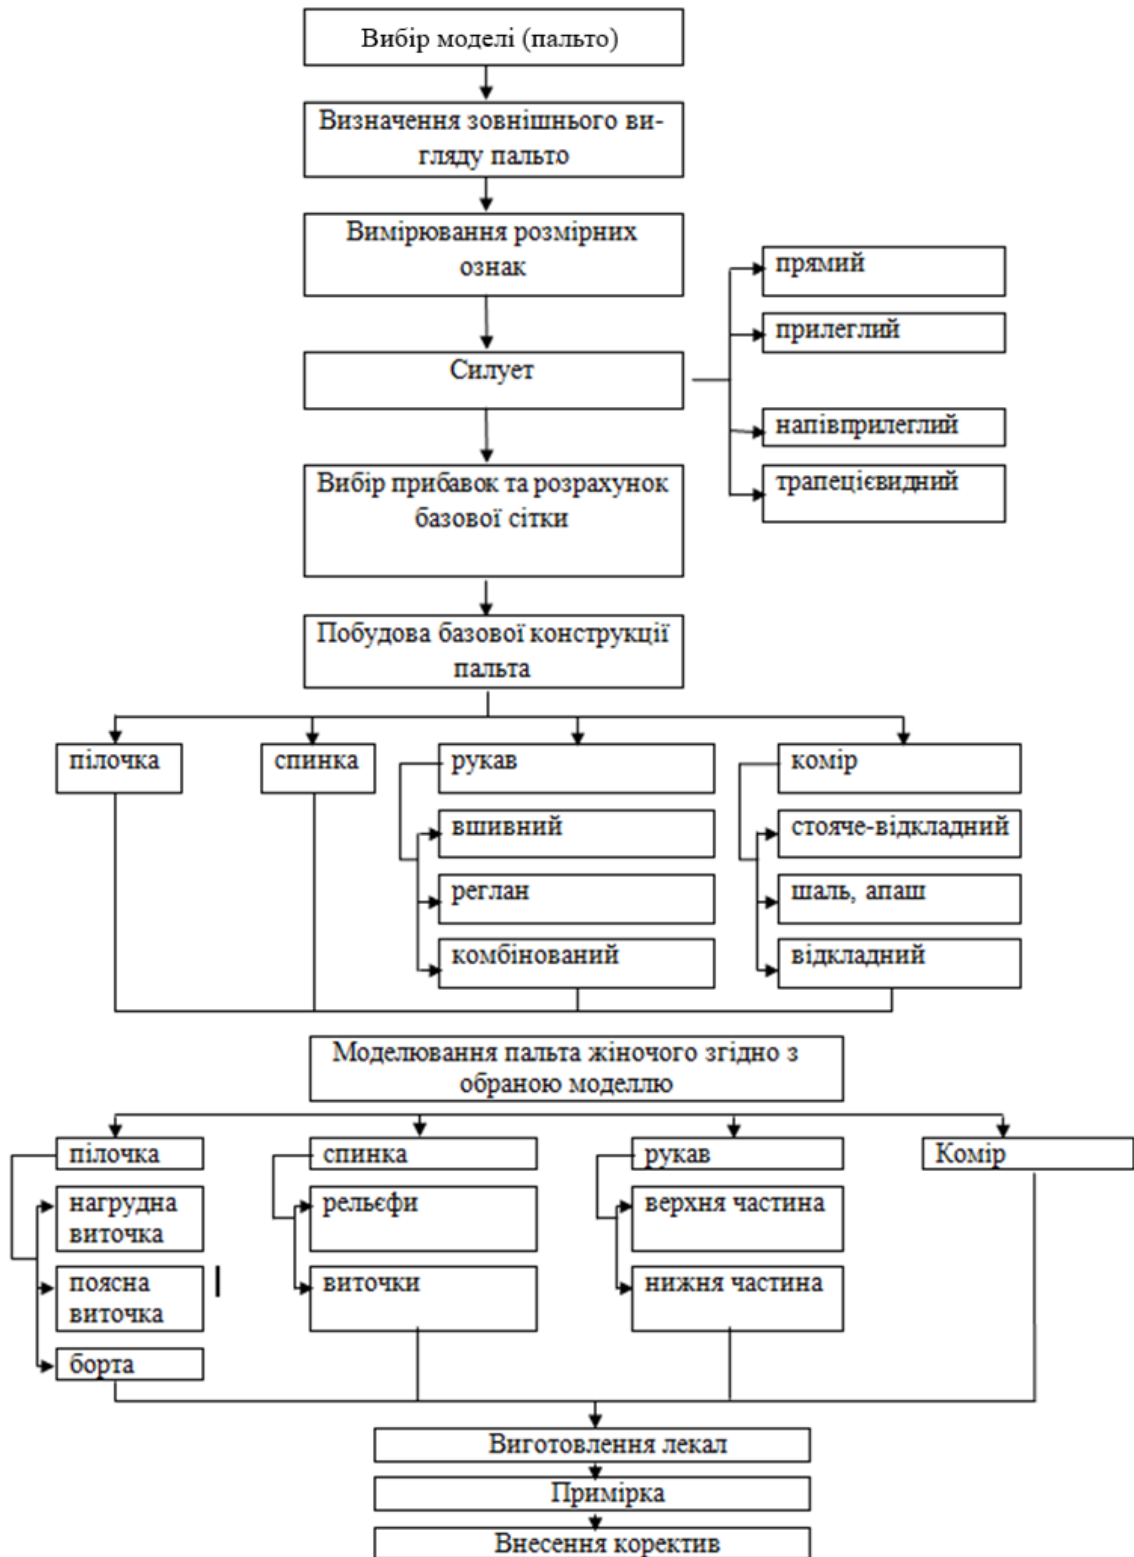 Вибір моделі (пальто)
Визначення зовнішнього ви-
гляду пальто
Вимірювання розмірних
ознак
прямий
прилеглий
Силует
напівприлеглий
трапецієвидний
Вибір прибавок та розрахунок
базової сітки
Побудова базової конструкції
пальта
пілочка
спинка
рукав
комір
вшивний
стояче-відкладний
реглан
шаль, апаш
комбінований
відкладний
Моделювання пальта жіночого згідно з
обраною моделлю
пілочка
спинка
рукав
Комір
нагрудна
виточка
рельєфи
верхня частина
поясна
виточка
виточки
нижня частина
борта
Виготовлення лекал
Примірка
Внесення коректив